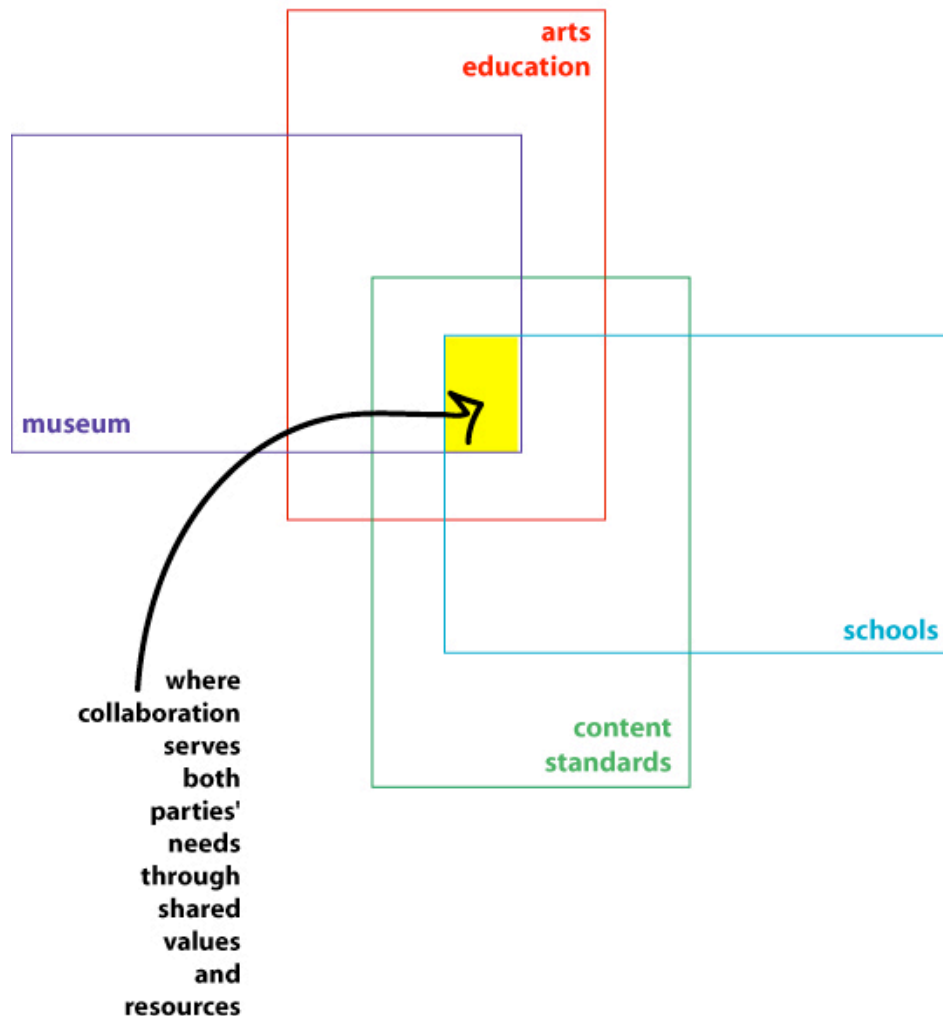 arts
education
museum
schools
content
standards
where
collaboration
serves
both
parties'
needs
through
shared
values
and
resources